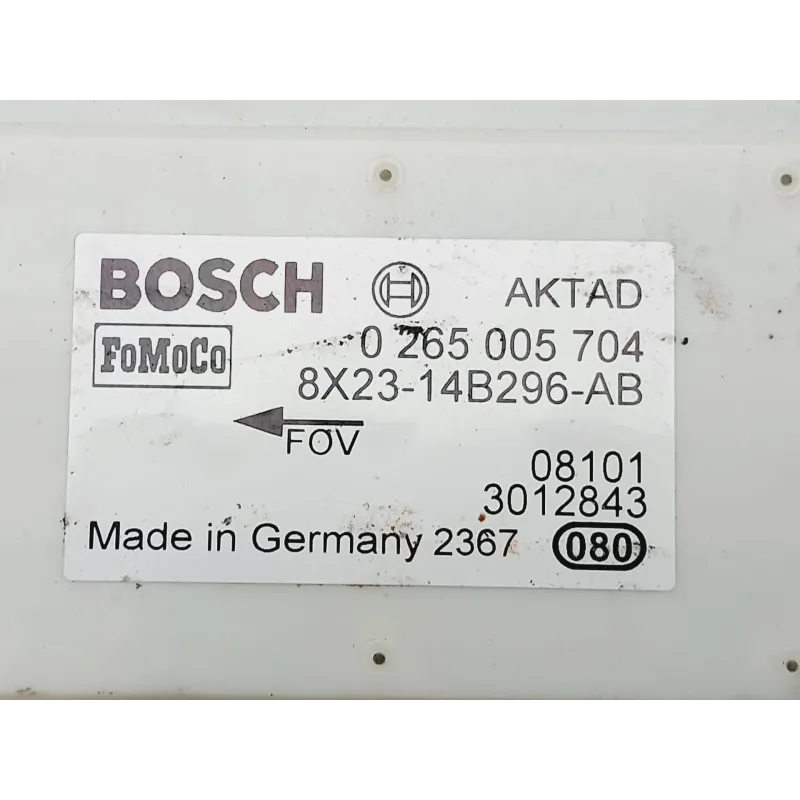 BOSCH AKTAD
0 265 005 704
FoMoCo
8X23-14B296-AB
FOV
08101
3012843
Made in Germany 2367 080